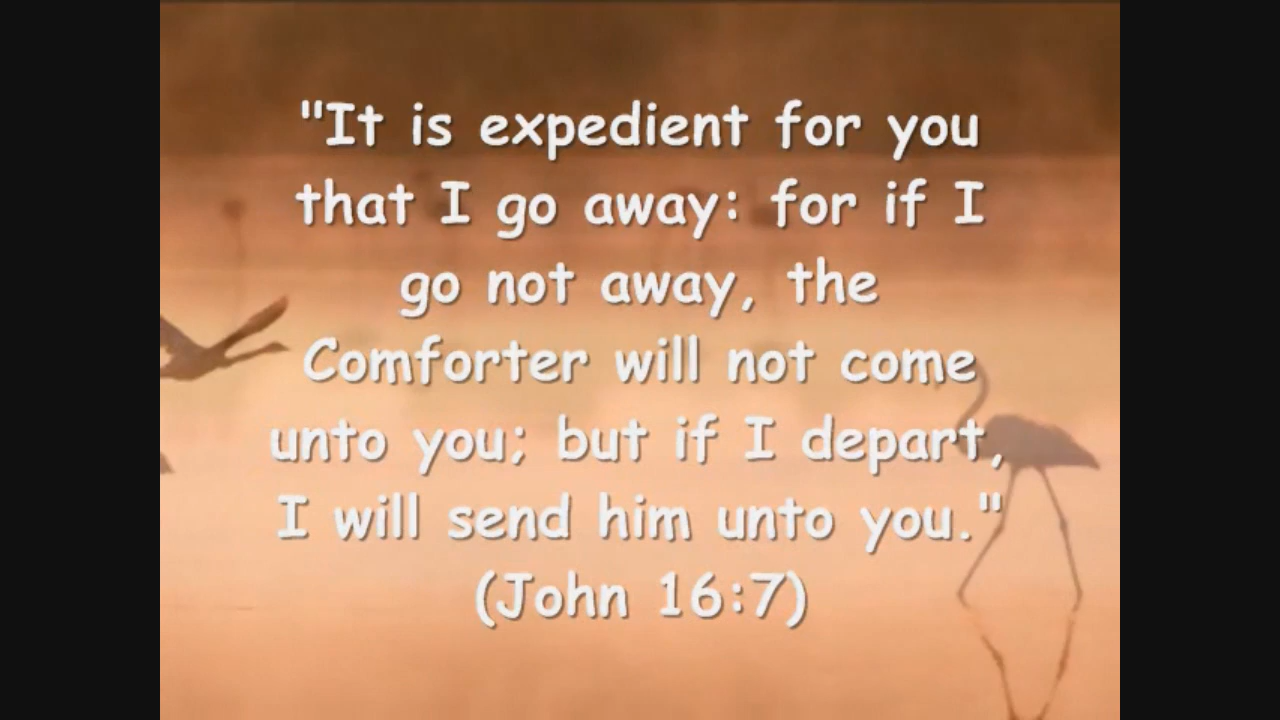 "It is expedient for you
that I go away: for if I
go not away, the
Comforter will not come
unto you; but if I depart,
I will send him unto you."
(John 16:7)